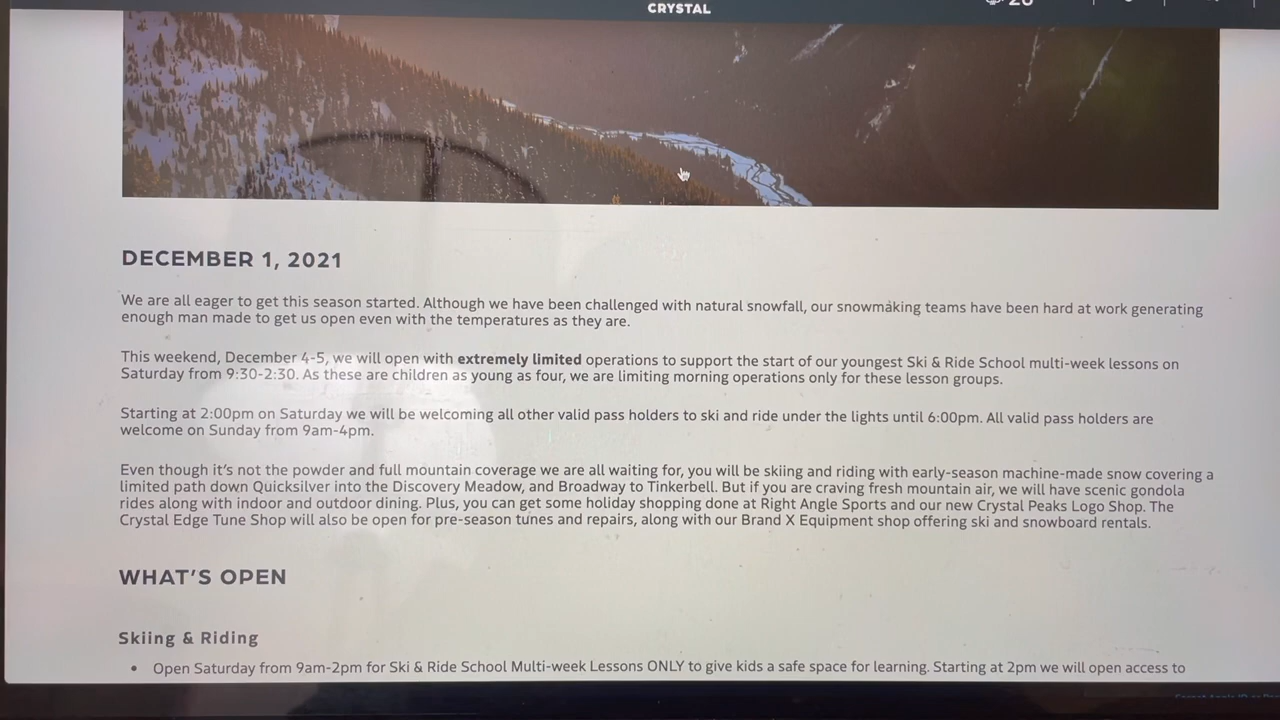 CRYSTAL
DECEMBER 1, 2021
We are all eager to get this season started. Although we have been challenged with natural snowfall, our snowmaking teams have been hard at work generating
enough man made to get us open even with the temperatures as they are.
This weekend, December 4-5, we will open with extremely limited operations to support the start of our youngest Ski & Ride School multi-week lessons on
Saturday from 9:30-2:30. As these are children as young as four, we are limiting morning operations only for these lesson groups.
Starting at 2:00pm on Saturday we will be welcoming all other valid pass holders to ski and ride under the lights until 6:00pm. All valid pass holders are
welcome on Sunday from 9am-4pm.
Even though it's not the powder and full mountain coverage we are all waiting for, you will be skiing and riding with early-season machine-made snow covering a
limited path down Quicksilver into the Discovery Meadow, and Broadway to Tinkerbell. But if you are craving fresh mountain air, we will have scenic gondola
rides along with indoor and outdoor dining. Plus, you can get some holiday shopping done at Right Angle Sports and our new Crystal Peaks Logo Shop. The
Crystal Edge Tune Shop will also be open for pre-season tunes and repairs, along with our Brand X Equipment shop offering ski and snowboard rentals.
WHAT'S OPEN
Skiing & Riding
• Open Saturday from 9am-2pm for Ski & Ride School Multi-week Lessons ONLY to give kids a safe space for learning. Starting at 2pm we will open access to